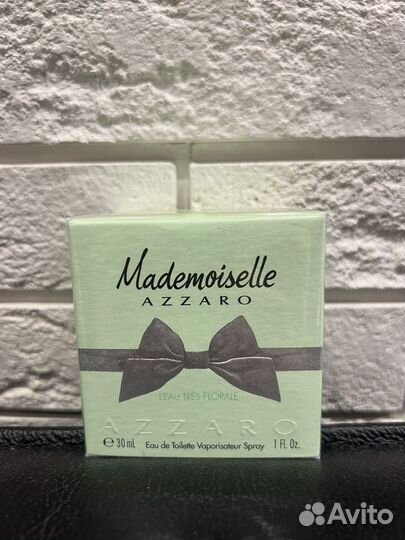 Mademoiselle
AZZARO
L'EAU TRÈS FLORALE
AZZARO
℮ 30 mL Eau de Toilette Vaporisateur Spray 1 Fl. Oz.
Avito